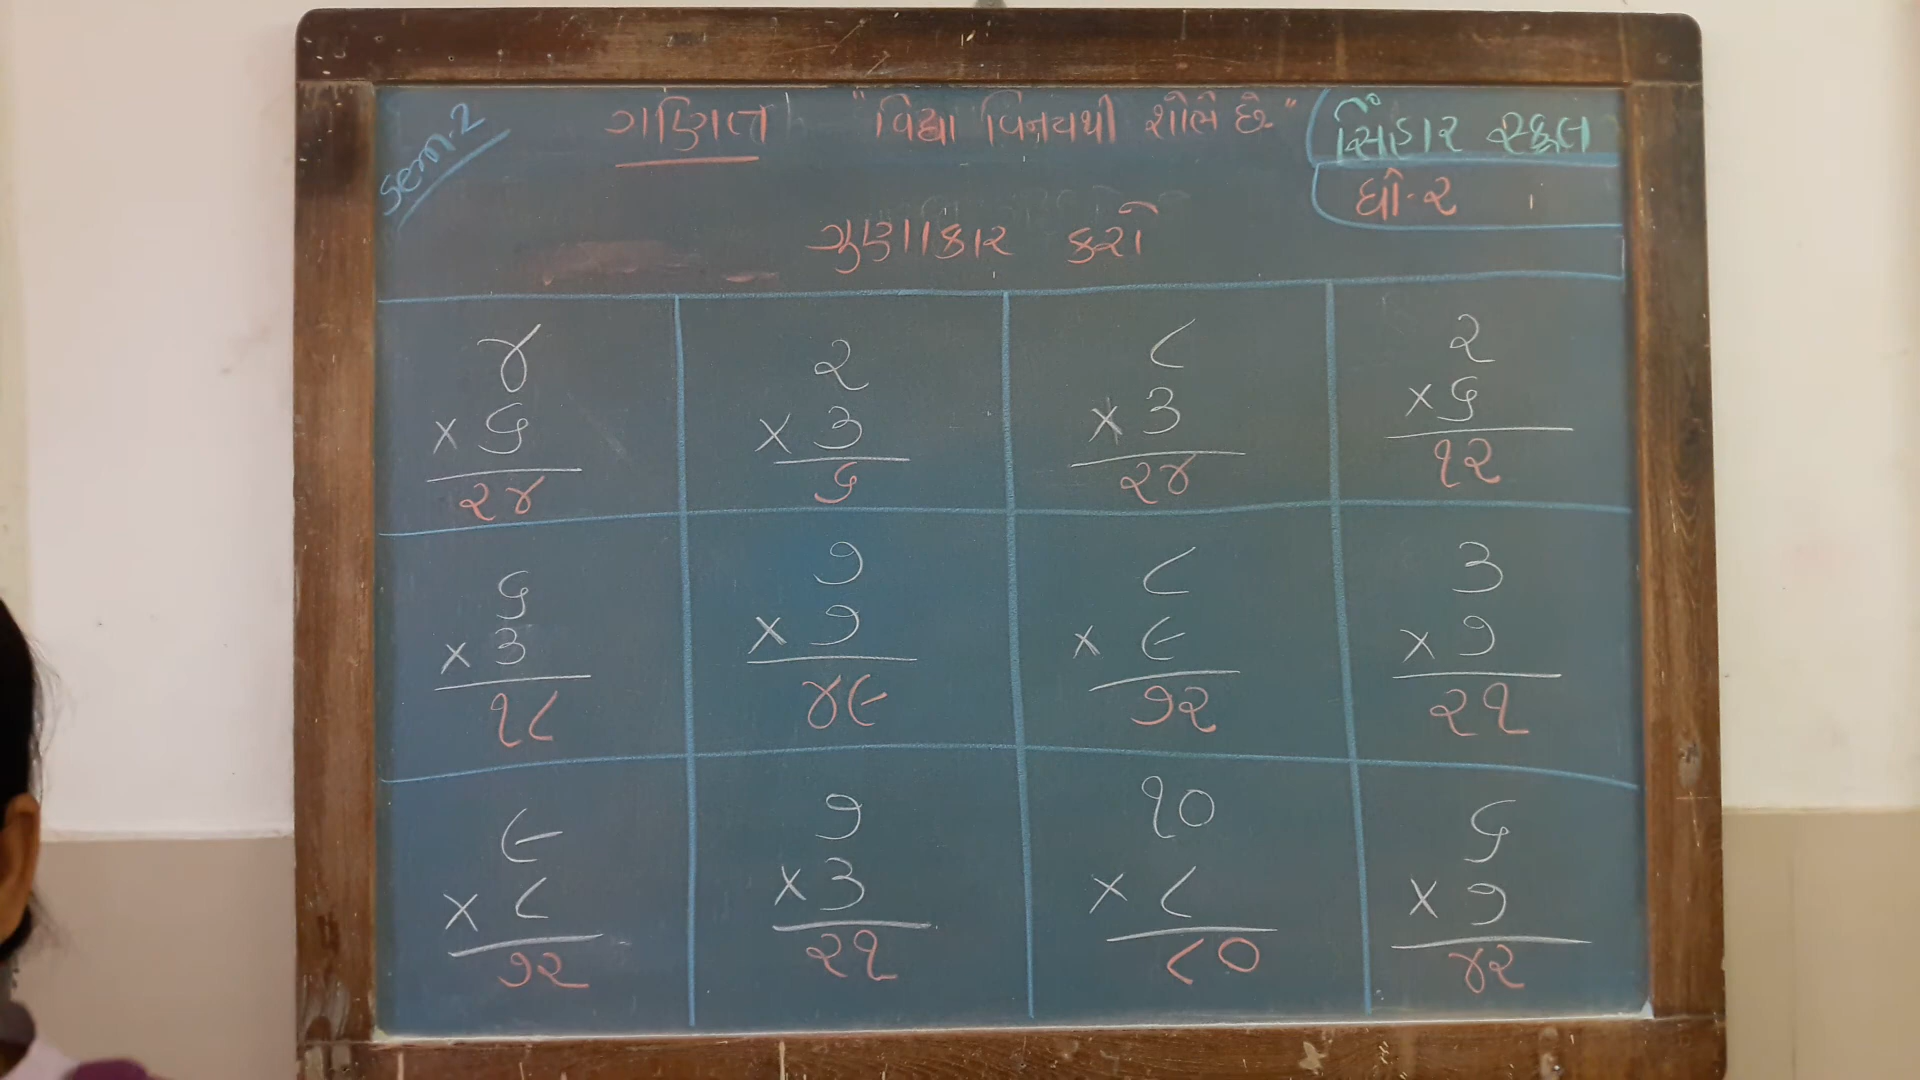 Sem-2
ગણિત "વિદ્યા વિનયથી શોભે છે"
સિંહાર સ્કૂલ
ધો-૨
ગુણાકાર કરો
૪ ૨ ૮ ૨
× ૬ × ૩ × ૩ × ૬
૨૪ ૬ ૨૪ ૧૨
૬ ૭ ૮ ૩
× ૩ × ૭ × ૯ × ૭
૧૮ ૪૯ ૭૨ ૨૧
૯ ૭ ૧૦ ૬
× ૮ × ૩ × ૮ × ૭
૭૨ ૨૧ ૮૦ ૪૨